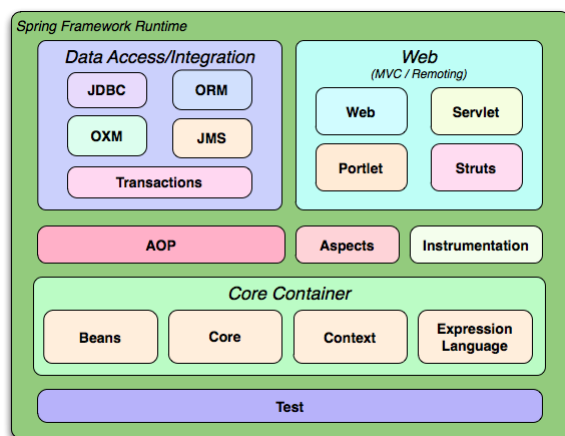 Spring Framework Runtime
Data Access/Integration
JDBC
ORM
OXM
JMS
Transactions
Web
(MVC / Remoting)
Web
Servlet
Portlet
Struts
AOP
Aspects
Instrumentation
Core Container
Beans
Core
Context
Expression
Language
Test